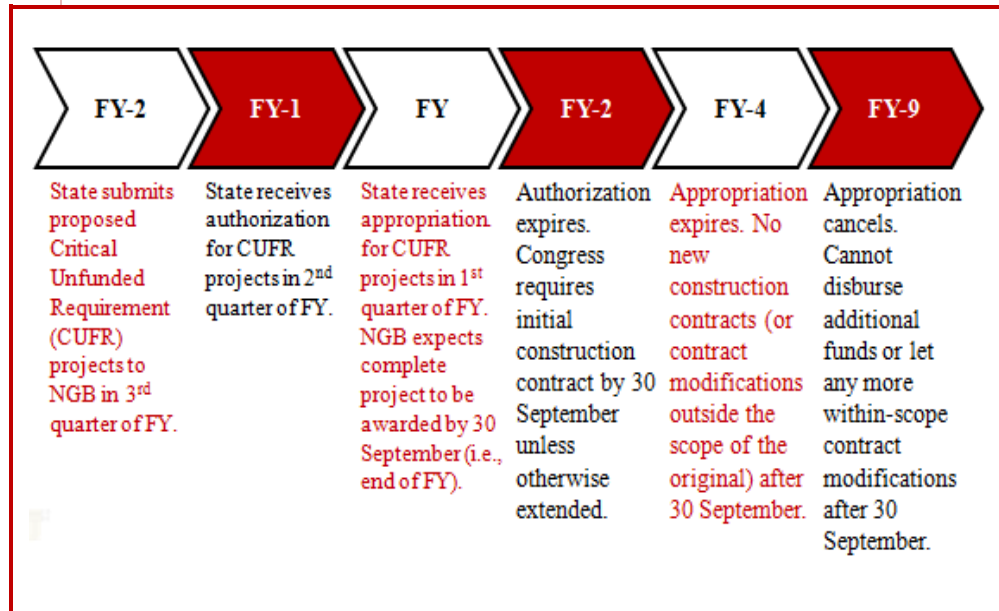 FY-2
FY-1
FY
FY-2
FY-4
FY-9
State submits
proposed
Critical
Unfunded
Requirement
(CUFR)
projects to
NGB in 3rd
quarter of FY.
State receives
authorization
for CUFR
projects in 2nd
quarter of FY.
State receives
appropriation
for CUFR
projects in 1st
quarter of FY.
NGB expects
complete
project to be
awarded by 30
September (i.e.,
end of FY).
Authorization
expires.
Congress
requires
initial
construction
contract by 30
September
unless
otherwise
extended.
Appropriation
expires. No
new
construction
contracts (or
contract
modifications
outside the
scope of the
original) after
30 September.
Appropriation
cancels.
Cannot
disburse
additional
funds or let
any more
within-scope
contract
modifications
after 30
September.